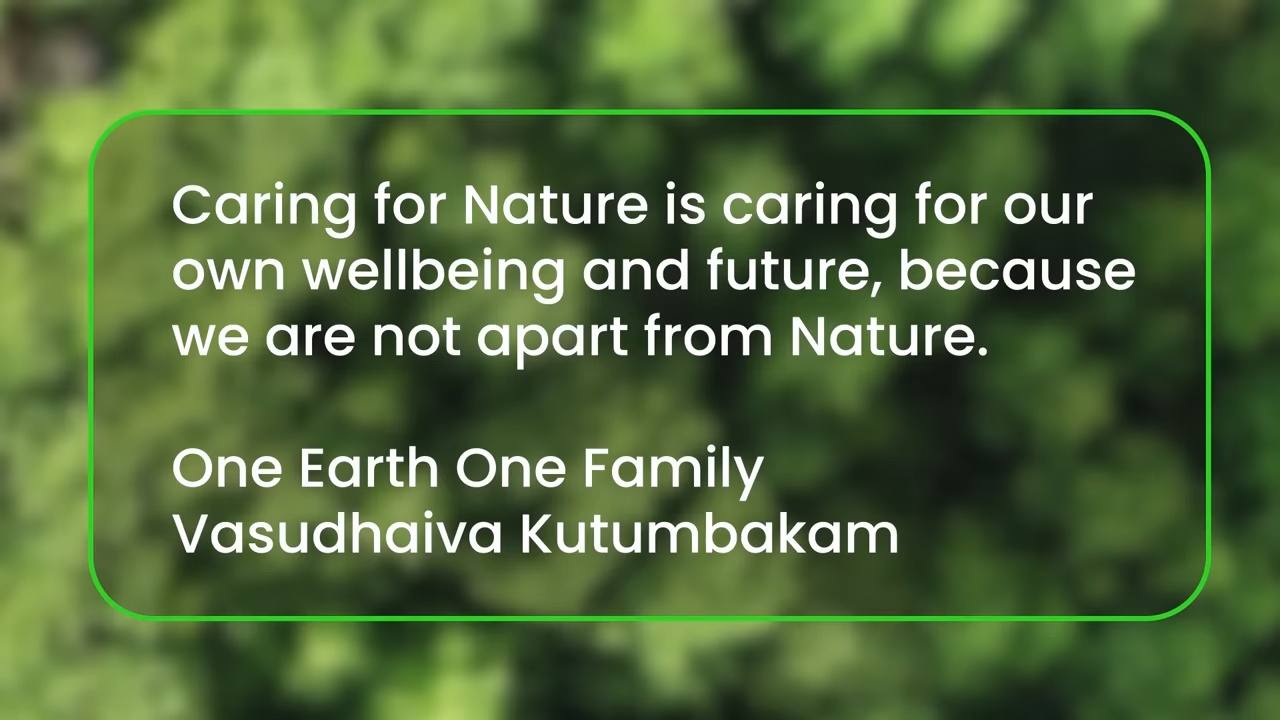 Caring for Nature is caring for our
own wellbeing and future, because
we are not apart from Nature.
One Earth One Family
Vasudhaiva Kutumbakam